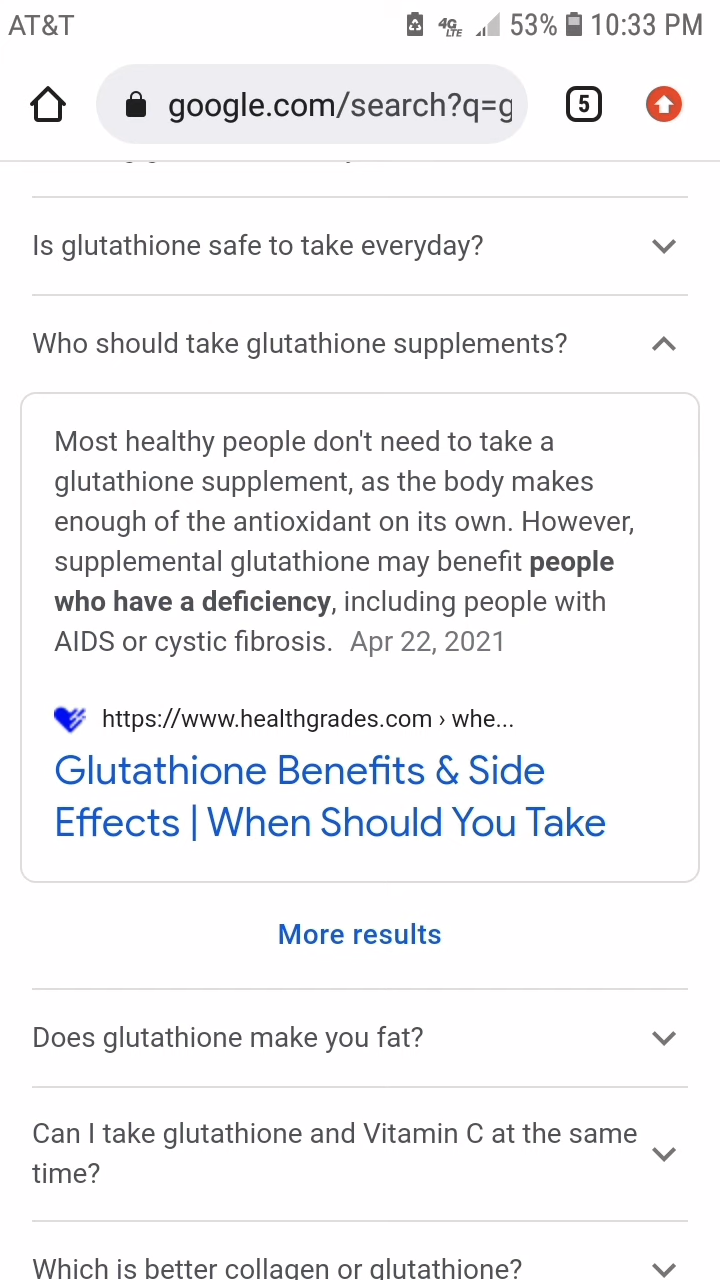 AT&T 4G LTE 53% 10:33 PM
google.com/search?q=g 5
Is glutathione safe to take everyday?
Who should take glutathione supplements?
Most healthy people don't need to take a
glutathione supplement, as the body makes
enough of the antioxidant on its own. However,
supplemental glutathione may benefit people
who have a deficiency, including people with
AIDS or cystic fibrosis. Apr 22, 2021
https://www.healthgrades.com › whe...
Glutathione Benefits & Side
Effects | When Should You Take
More results
Does glutathione make you fat?
Can I take glutathione and Vitamin C at the same
time?
Which is better collagen or glutathione?